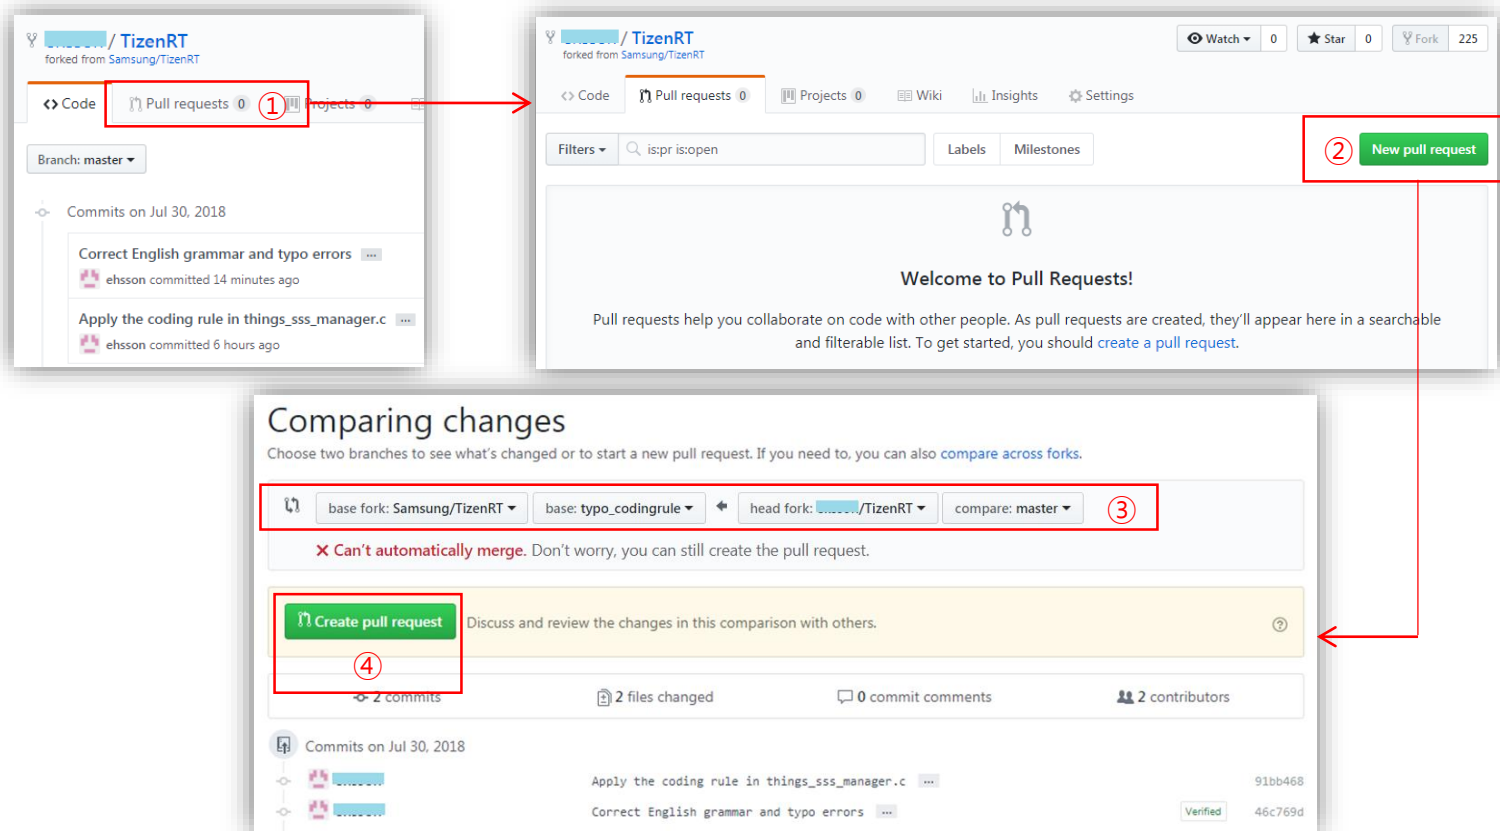 / TizenRT
forked from Samsung/TizenRT
Code Pull requests 0 ① Projects 0
Branch: master
Commits on Jul 30, 2018
Correct English grammar and typo errors ...
ehsson committed 14 minutes ago
Apply the coding rule in things_sss_manager.c ...
ehsson committed 6 hours ago
/ TizenRT
forked from Samsung/TizenRT
Watch 0 Star 0 Fork 225
Code Pull requests 0 Projects 0 Wiki Insights Settings
Filters is:pr is:open Labels Milestones ② New pull request
Welcome to Pull Requests!
Pull requests help you collaborate on code with other people. As pull requests are created, they'll appear here in a searchable
and filterable list. To get started, you should create a pull request.
Comparing changes
Choose two branches to see what's changed or to start a new pull request. If you need to, you can also compare across forks.
base fork: Samsung/TizenRT base: typo_codingrule head fork: /TizenRT compare: master ③
Can't automatically merge. Don't worry, you can still create the pull request.
Create pull request Discuss and review the changes in this comparison with others.
④
2 commits 2 files changed 0 commit comments 2 contributors
Commits on Jul 30, 2018
Apply the coding rule in things_sss_manager.c ... 91bb468
Correct English grammar and typo errors ... Verified 46c769d